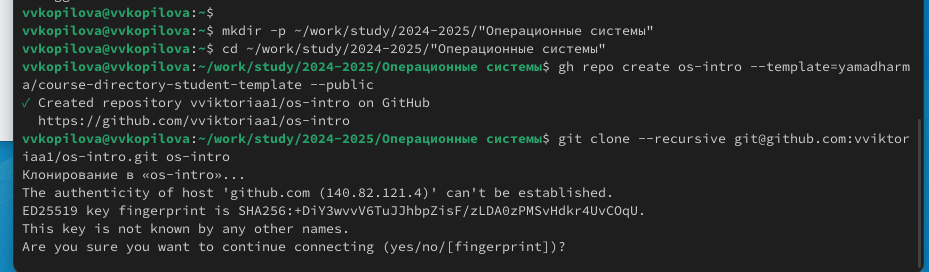 vvkopilova@vvkopilova:~$
vvkopilova@vvkopilova:~$ mkdir -p ~/work/study/2024-2025/"Операционные системы"
vvkopilova@vvkopilova:~$ cd ~/work/study/2024-2025/"Операционные системы"
vvkopilova@vvkopilova:~/work/study/2024-2025/Операционные системы$ gh repo create os-intro --template=yamadharm
a/course-directory-student-template --public
✓ Created repository vviktoriaa1/os-intro on GitHub
https://github.com/vviktoriaa1/os-intro
vvkopilova@vvkopilova:~/work/study/2024-2025/Операционные системы$ git clone --recursive git@github.com:vviktor
iaa1/os-intro.git os-intro
Клонирование в «os-intro»...
The authenticity of host 'github.com (140.82.121.4)' can't be established.
ED25519 key fingerprint is SHA256:+DiY3wvvV6TuJJhbpZisF/zLDA0zPMSvHdkr4UvCOqU.
This key is not known by any other names.
Are you sure you want to continue connecting (yes/no/[fingerprint])?